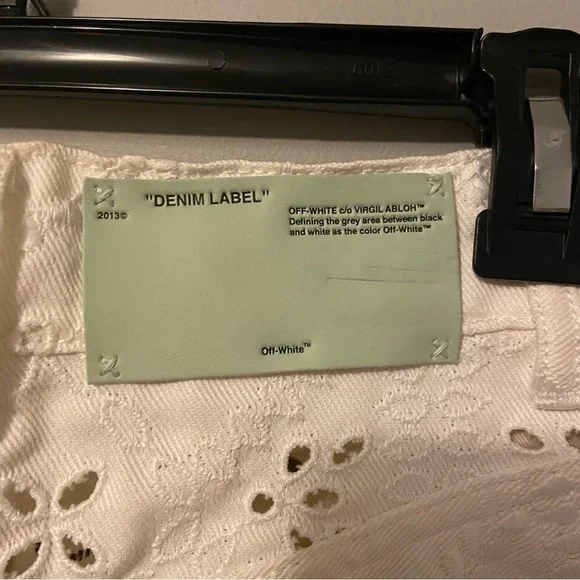 "DENIM LABEL"
2013©
OFF-WHITE c/o VIRGIL ABLOH™
Defining the grey area between black
and white as the color Off-White™
Off-White™